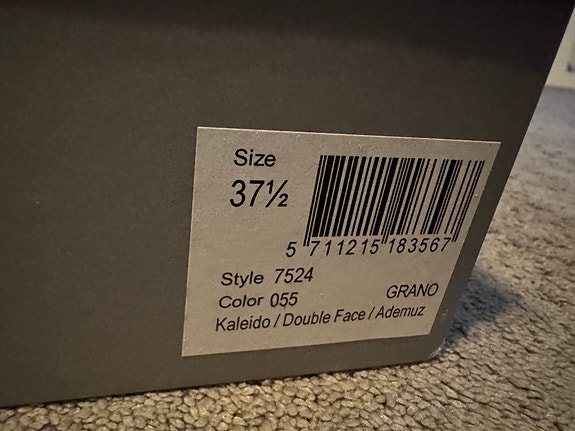 Size
37½
5 711215 183567
Style 7524
Color 055
GRANO
Kaleido / Double Face / Ademuz